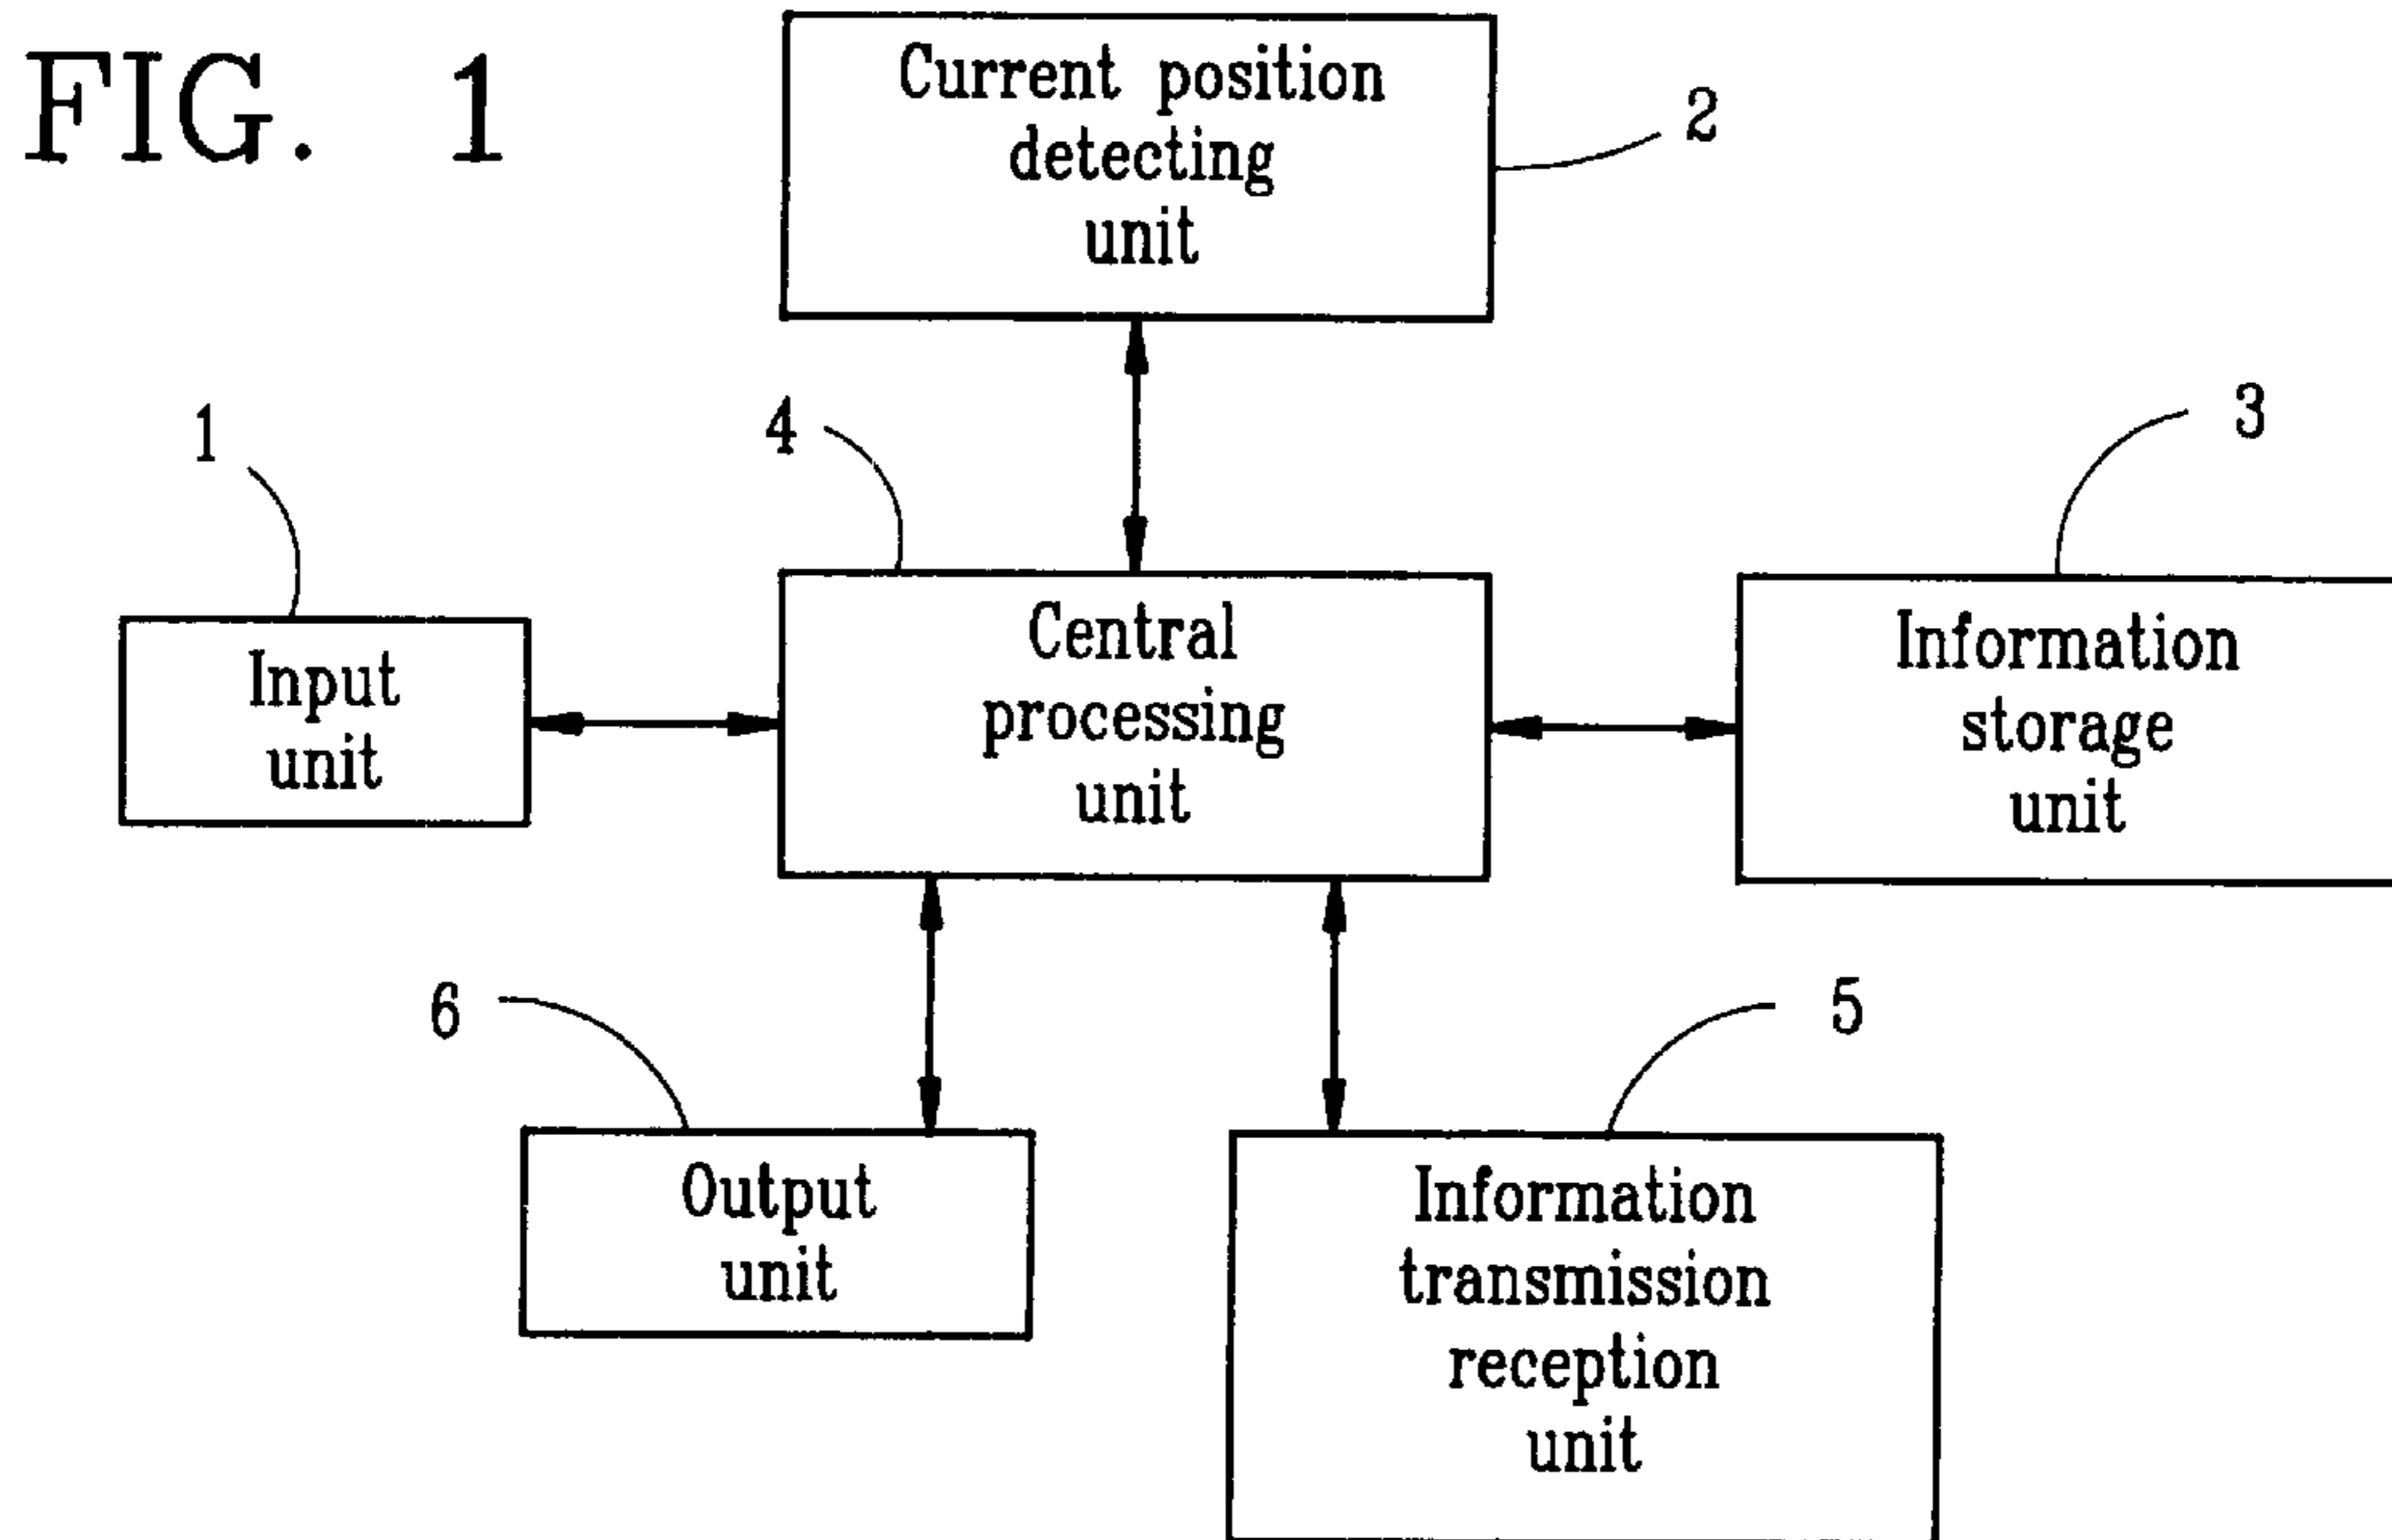 FIG. 1
Current position
detecting
unit
2
1
4
3
Input
unit
Central
processing
unit
Information
storage
unit
6
5
Output
unit
Information
transmission
reception
unit